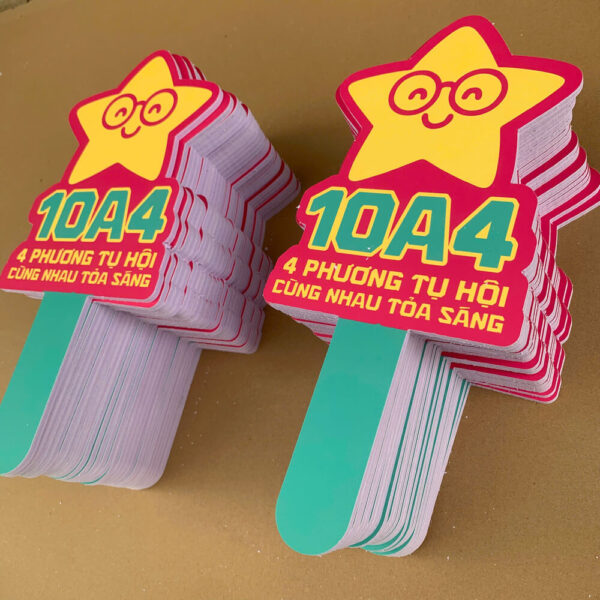 10A4
4 PHƯƠNG TỤ HỘI
CÙNG NHAU TỎA SÁNG
10A4
4 PHƯƠNG TỤ HỘI
CÙNG NHAU TỎA SÁNG